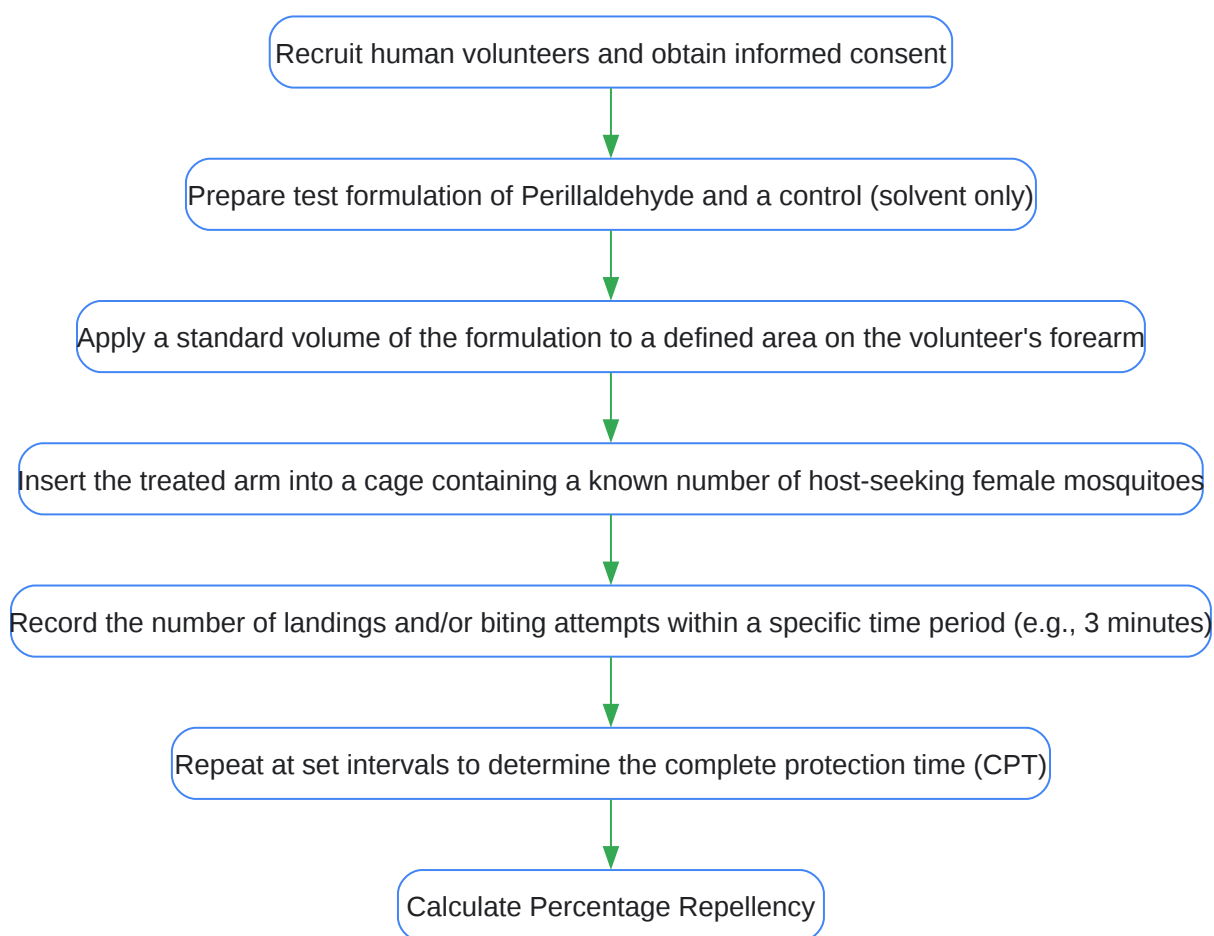 Recruit human volunteers and obtain informed consent
Prepare test formulation of Perillaldehyde and a control (solvent only)
Apply a standard volume of the formulation to a defined area on the volunteer's forearm
Insert the treated arm into a cage containing a known number of host-seeking female mosquitoes
Record the number of landings and/or biting attempts within a specific time period (e.g., 3 minutes)
Repeat at set intervals to determine the complete protection time (CPT)
Calculate Percentage Repellency